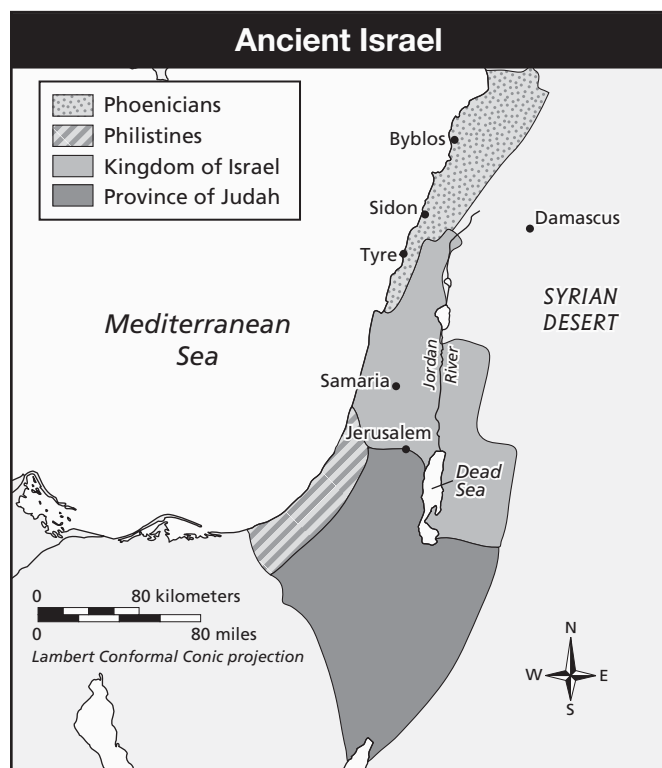 Ancient Israel
Phoenicians
Philistines
Kingdom of Israel
Province of Judah
Byblos
Sidon
Damascus
Tyre
SYRIAN
DESERT
Mediterranean
Sea
Jordan
River
Samaria
Jerusalem
Dead
Sea
0 80 kilometers
0 80 miles
Lambert Conformal Conic projection
N
W E
S